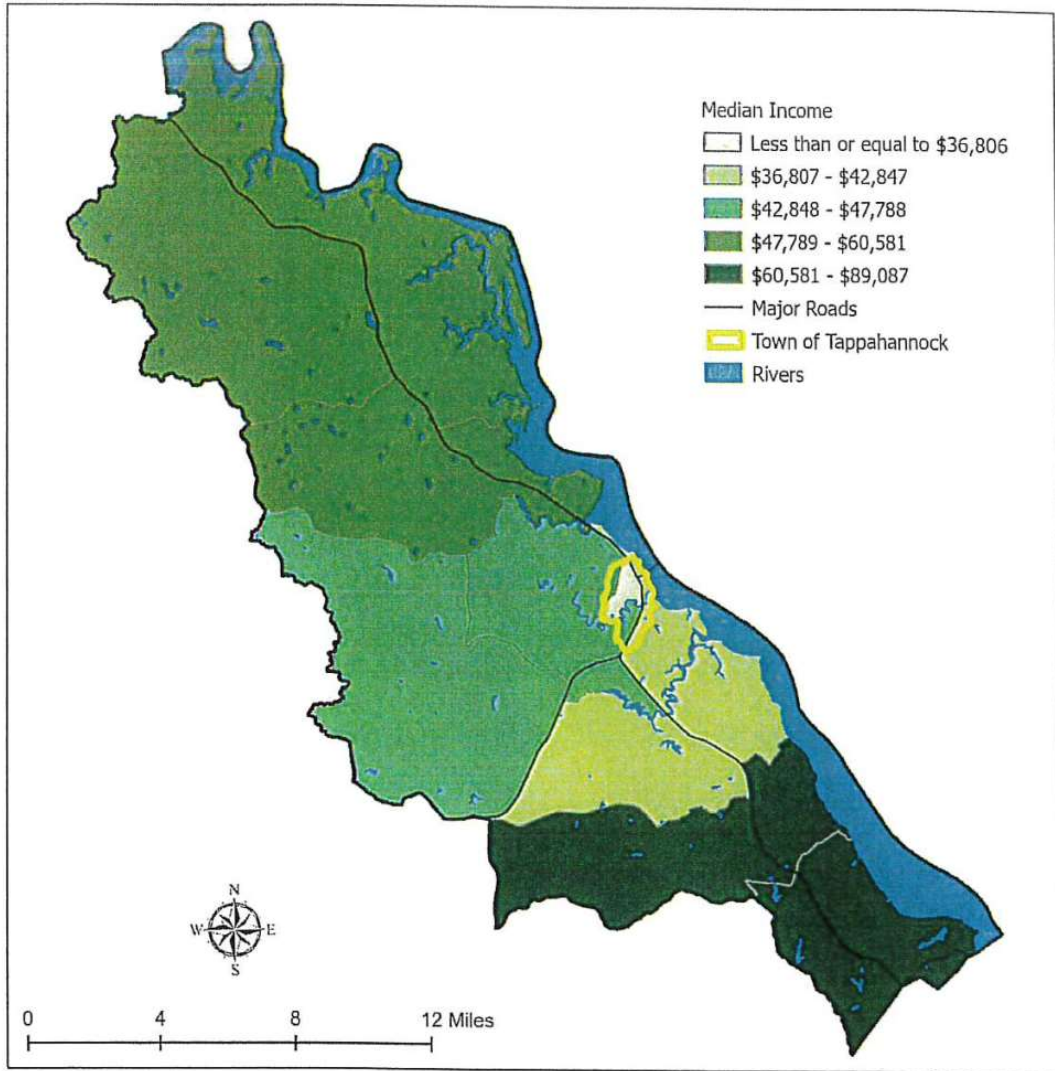 Median Income
Less than or equal to $36,806
$36,807 - $42,847
$42,848 - $47,788
$47,789 - $60,581
$60,581 - $89,087
Major Roads
Town of Tappahannock
Rivers
N
W E
S
0 4 8 12 Miles